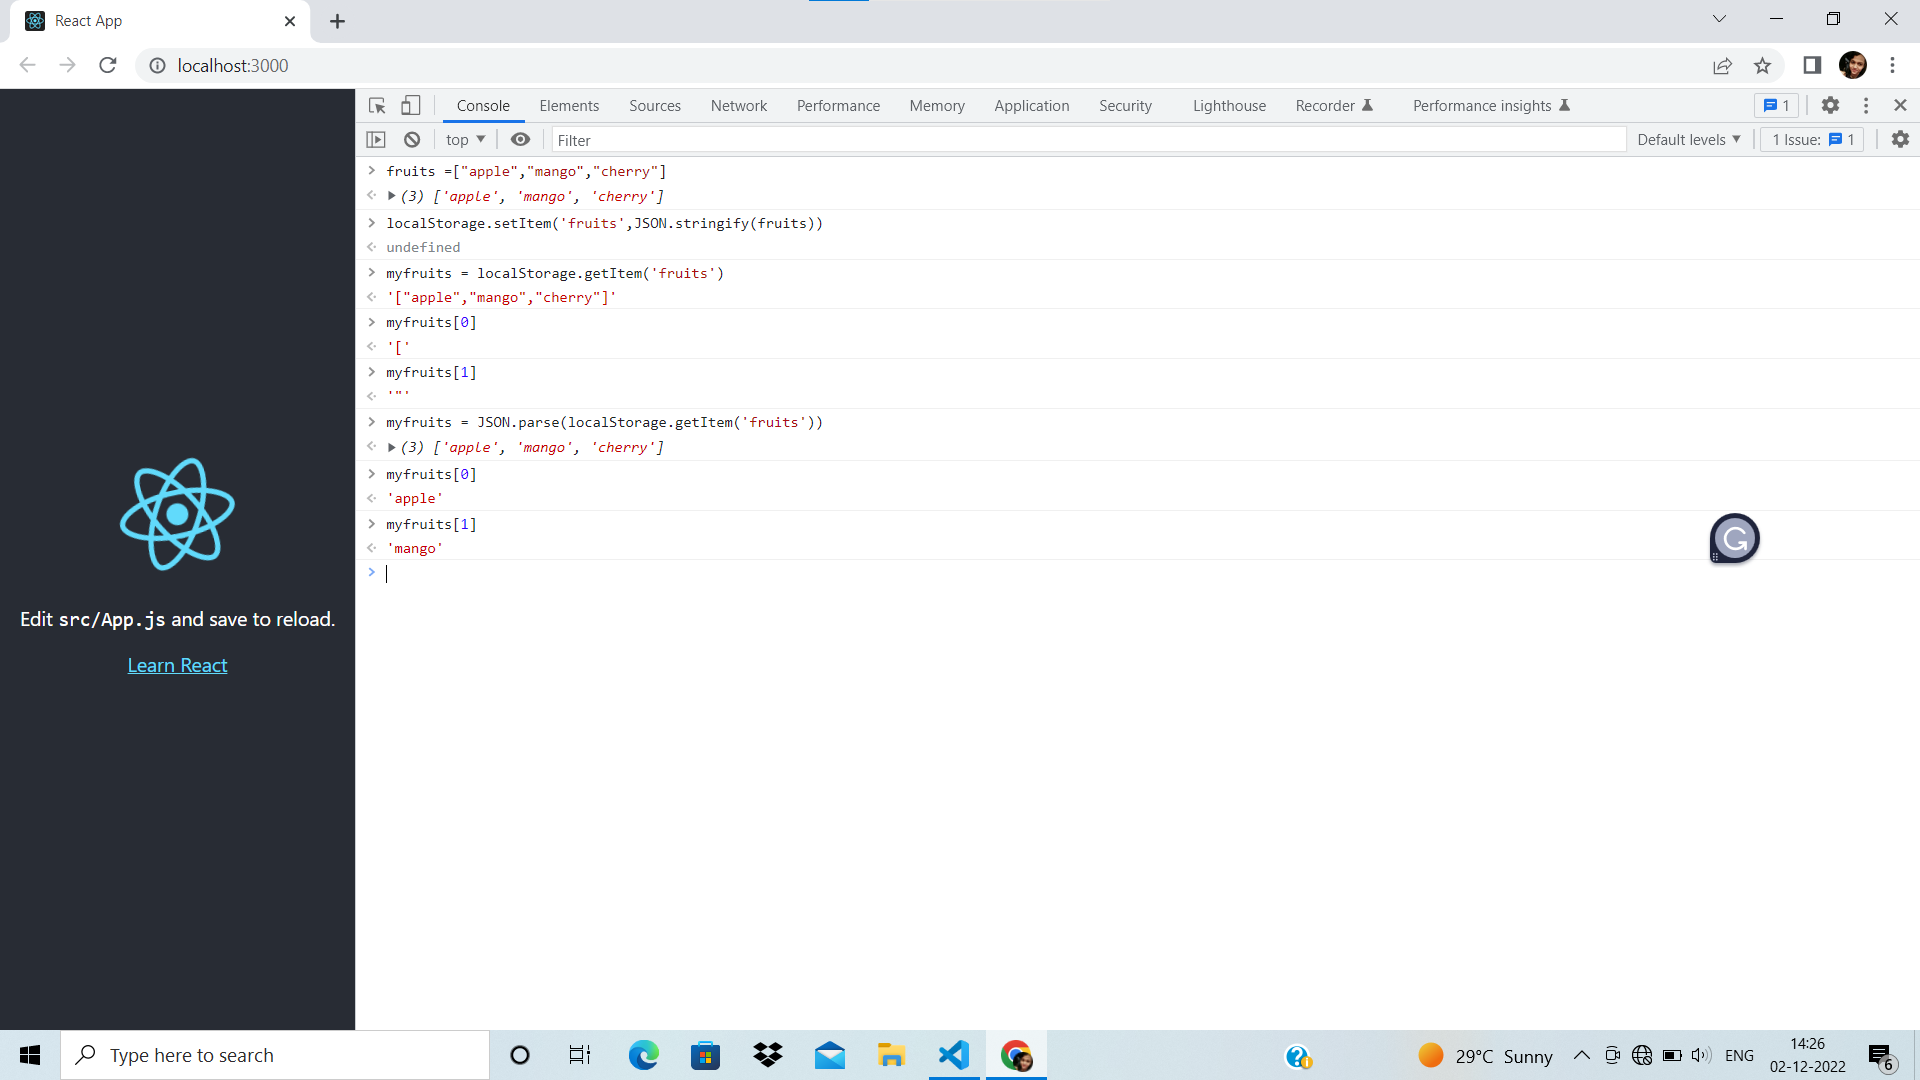 React App
localhost:3000
Console Elements Sources Network Performance Memory Application Security Lighthouse Recorder Performance insights 1
top Filter Default levels 1 Issue: 1
fruits =["apple","mango","cherry"]
(3) ['apple', 'mango', 'cherry']
localStorage.setItem('fruits',JSON.stringify(fruits))
undefined
myfruits = localStorage.getItem('fruits')
'["apple","mango","cherry"]'
myfruits[0]
'['
myfruits[1]
'"'
myfruits = JSON.parse(localStorage.getItem('fruits'))
(3) ['apple', 'mango', 'cherry']
myfruits[0]
'apple'
myfruits[1]
'mango'
Edit src/App.js and save to reload.
Learn React
Type here to search
29°C Sunny
ENG
14:26
02-12-2022
6